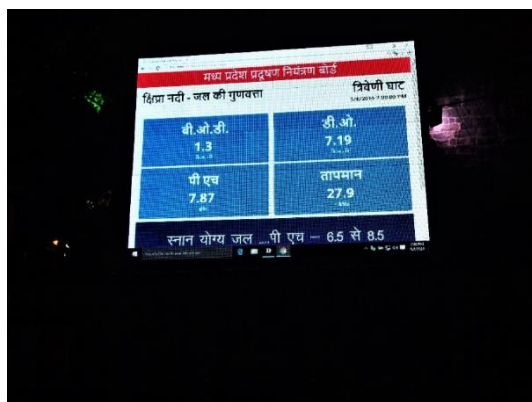 मध्य प्रदेश प्रदूषण नियंत्रण बोर्ड
क्षिप्रा नदी - जल की गुणवत्ता
त्रिवेणी घाट
बी.ओ.डी.
1.3
डी.ओ.
7.19
पी एच
7.87
तापमान
27.9
स्नान योग्य जल ...पी एच – 6.5 से 8.5